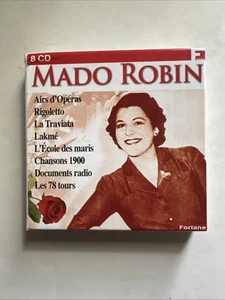 8 CD
MADO ROBIN
Airs d'Opéras
Rigoletto
La Traviata
Lakmé
L'École des maris
Chansons 1900
Documents radio
Les 78 tours
Forlane